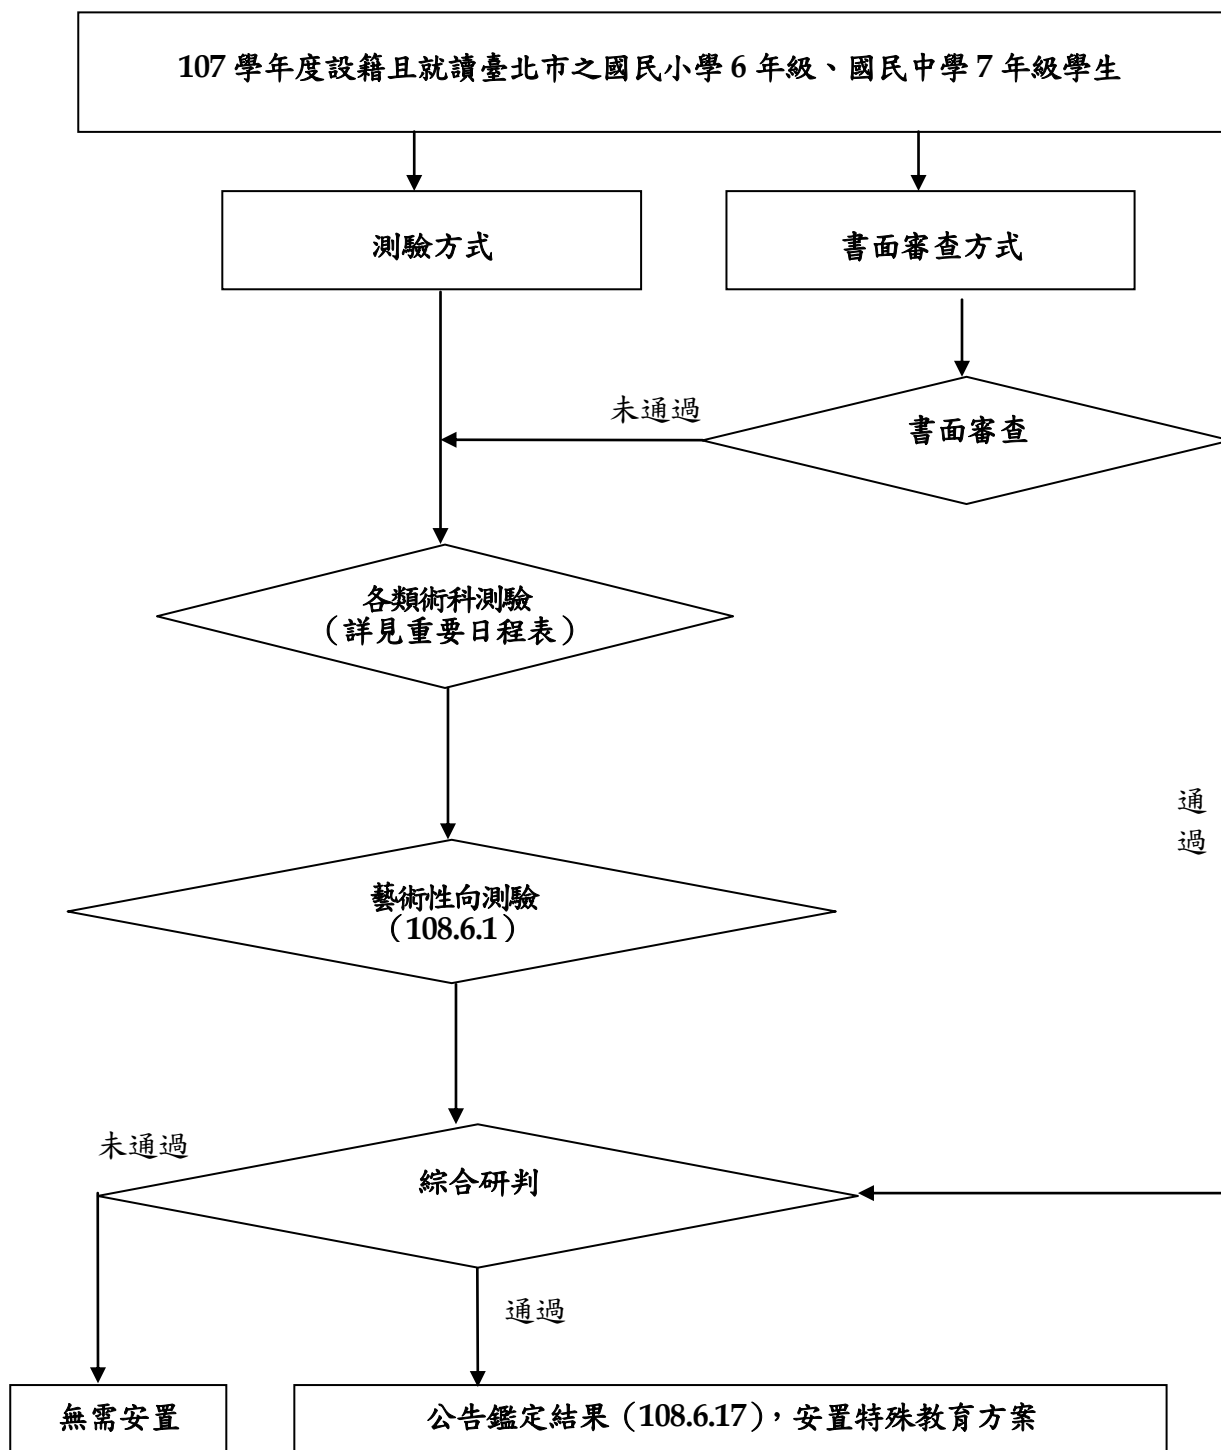 107 學年度設籍且就讀臺北市之國民小學 6 年級、國民中學 7 年級學生
測驗方式
書面審查方式
未通過
書面審查
各類術科測驗
（詳見重要日程表）
通
過
藝術性向測驗
（108.6.1）
未通過
綜合研判
通過
無需安置
公告鑑定結果（108.6.17），安置特殊教育方案